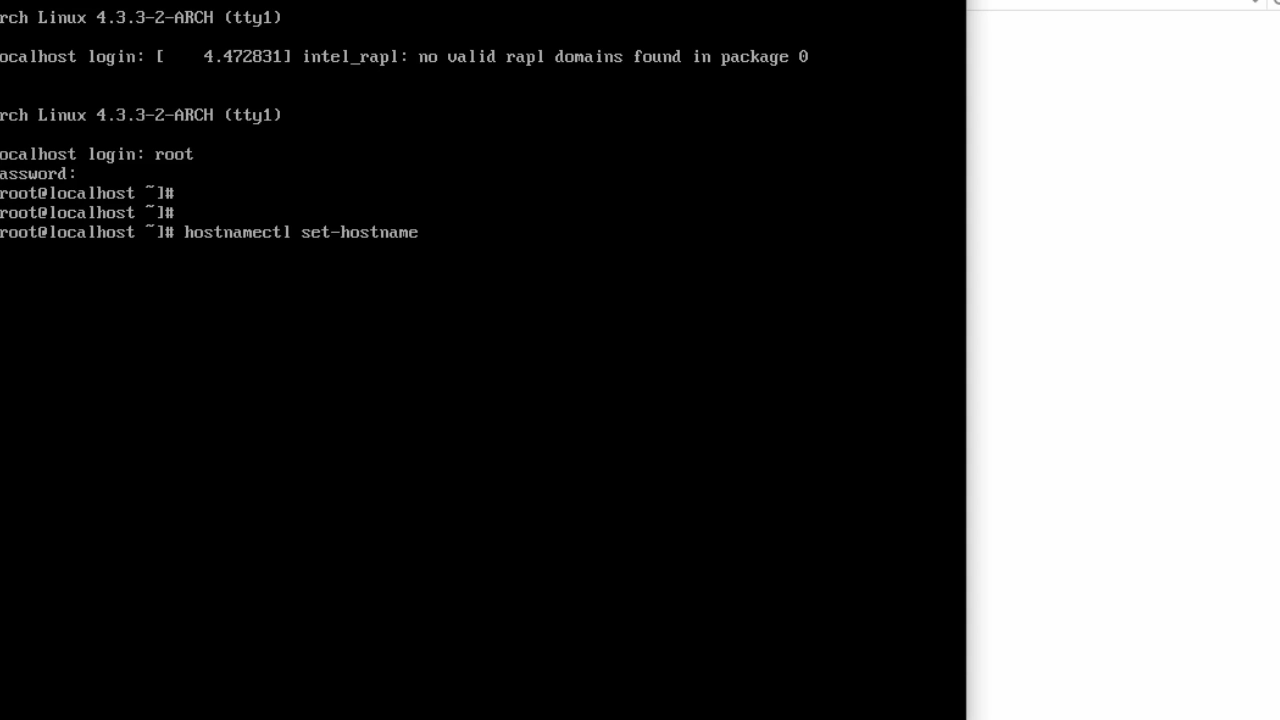 rch Linux 4.3.3-2-ARCH (tty1)
ocalhost login: [    4.472831] intel_rapl: no valid rapl domains found in package 0
rch Linux 4.3.3-2-ARCH (tty1)
ocalhost login: root
assword:
root@localhost ~]#
root@localhost ~]#
root@localhost ~]# hostnamectl set-hostname